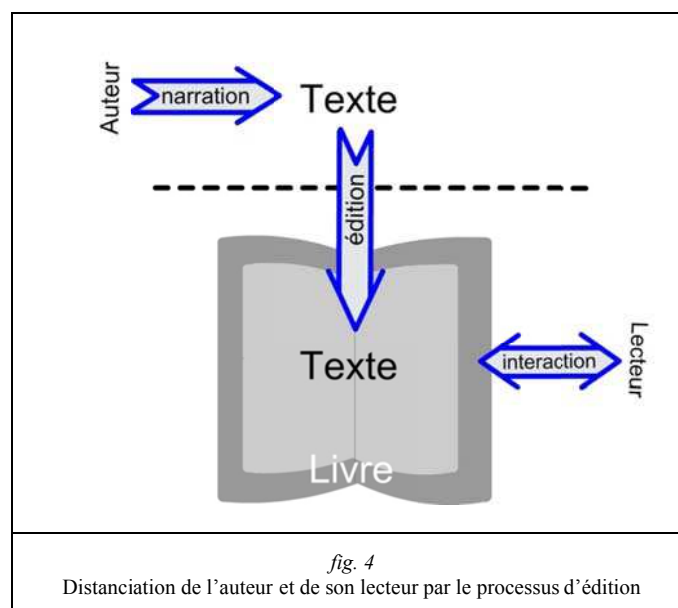 Auteur
narration
Texte
édition
Texte
interaction
Lecteur
Livre
fig. 4
Distanciation de l’auteur et de son lecteur par le processus d’édition